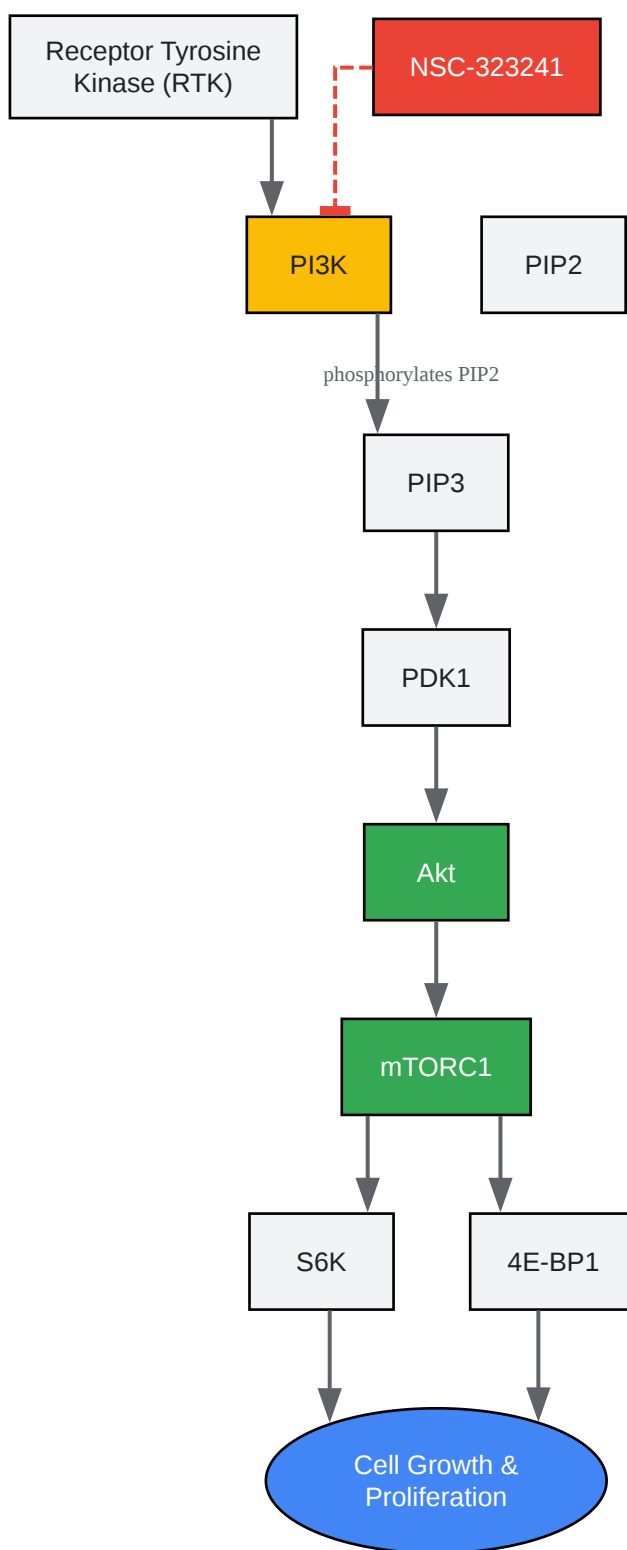 Receptor Tyrosine
Kinase (RTK)
NSC-323241
PI3K
PIP2
phosphorylates PIP2
PIP3
PDK1
Akt
mTORC1
S6K
4E-BP1
Cell Growth &
Proliferation